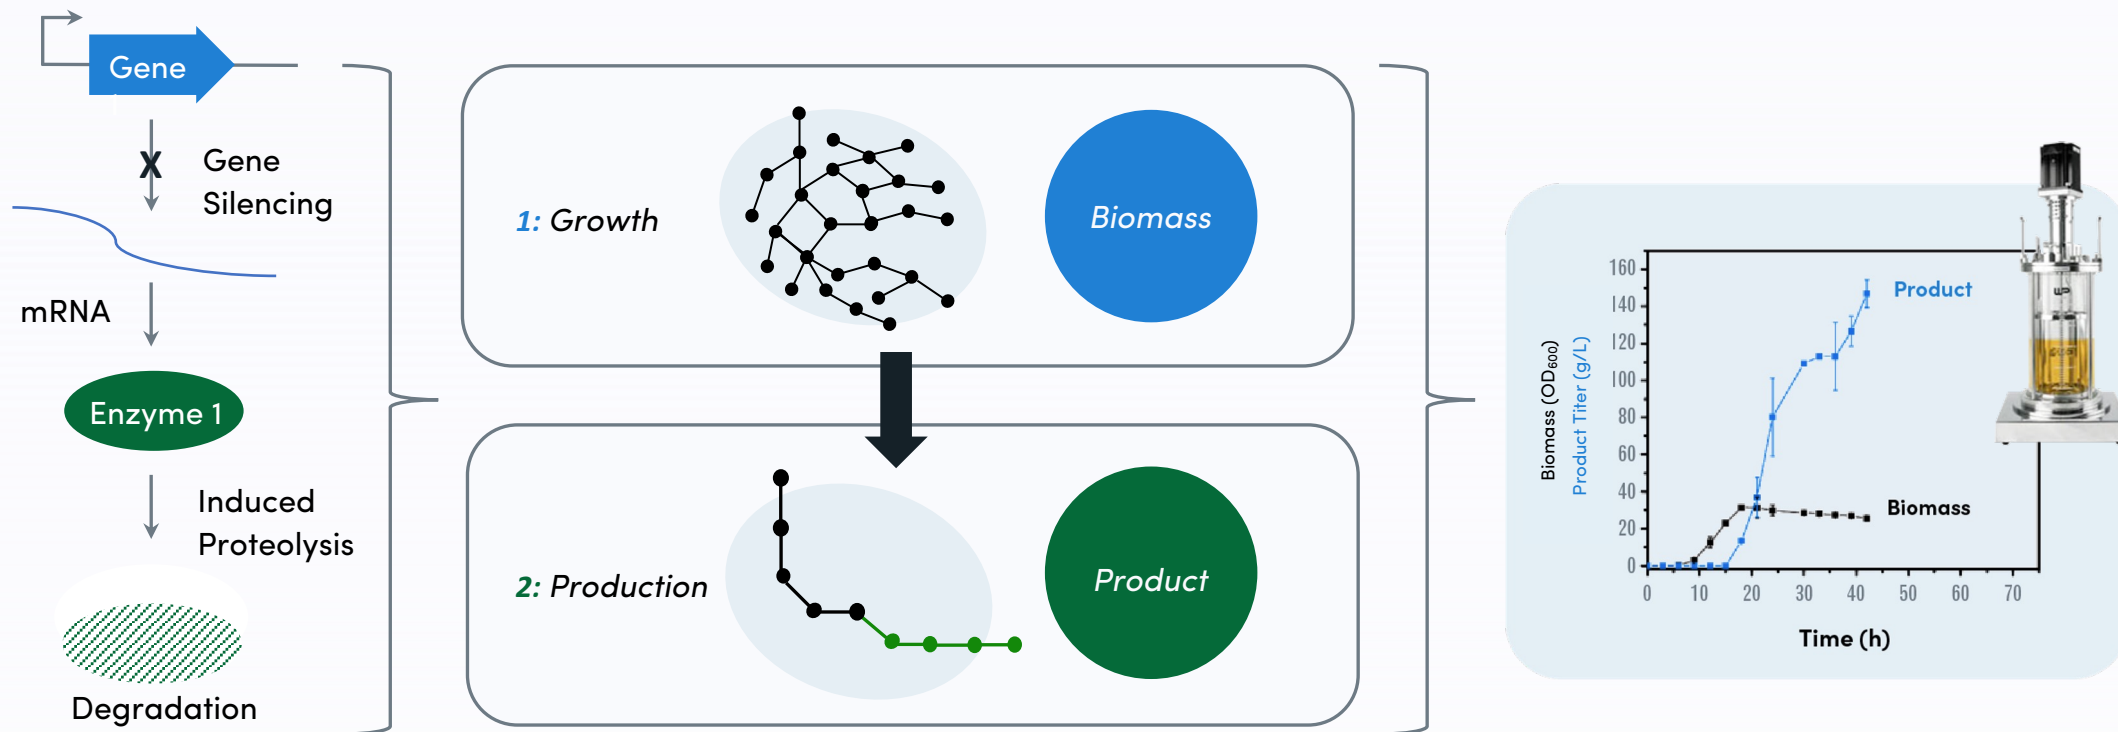 Gene
X
Gene
Silencing
mRNA
Enzyme 1
Induced
Proteolysis
Degradation
1: Growth
Biomass
2: Production
Product
Biomass (OD600)
Product Titer (g/L)
160
140
120
100
80
60
40
20
0
Product
Biomass
0 10 20 30 40 50 60 70
Time (h)